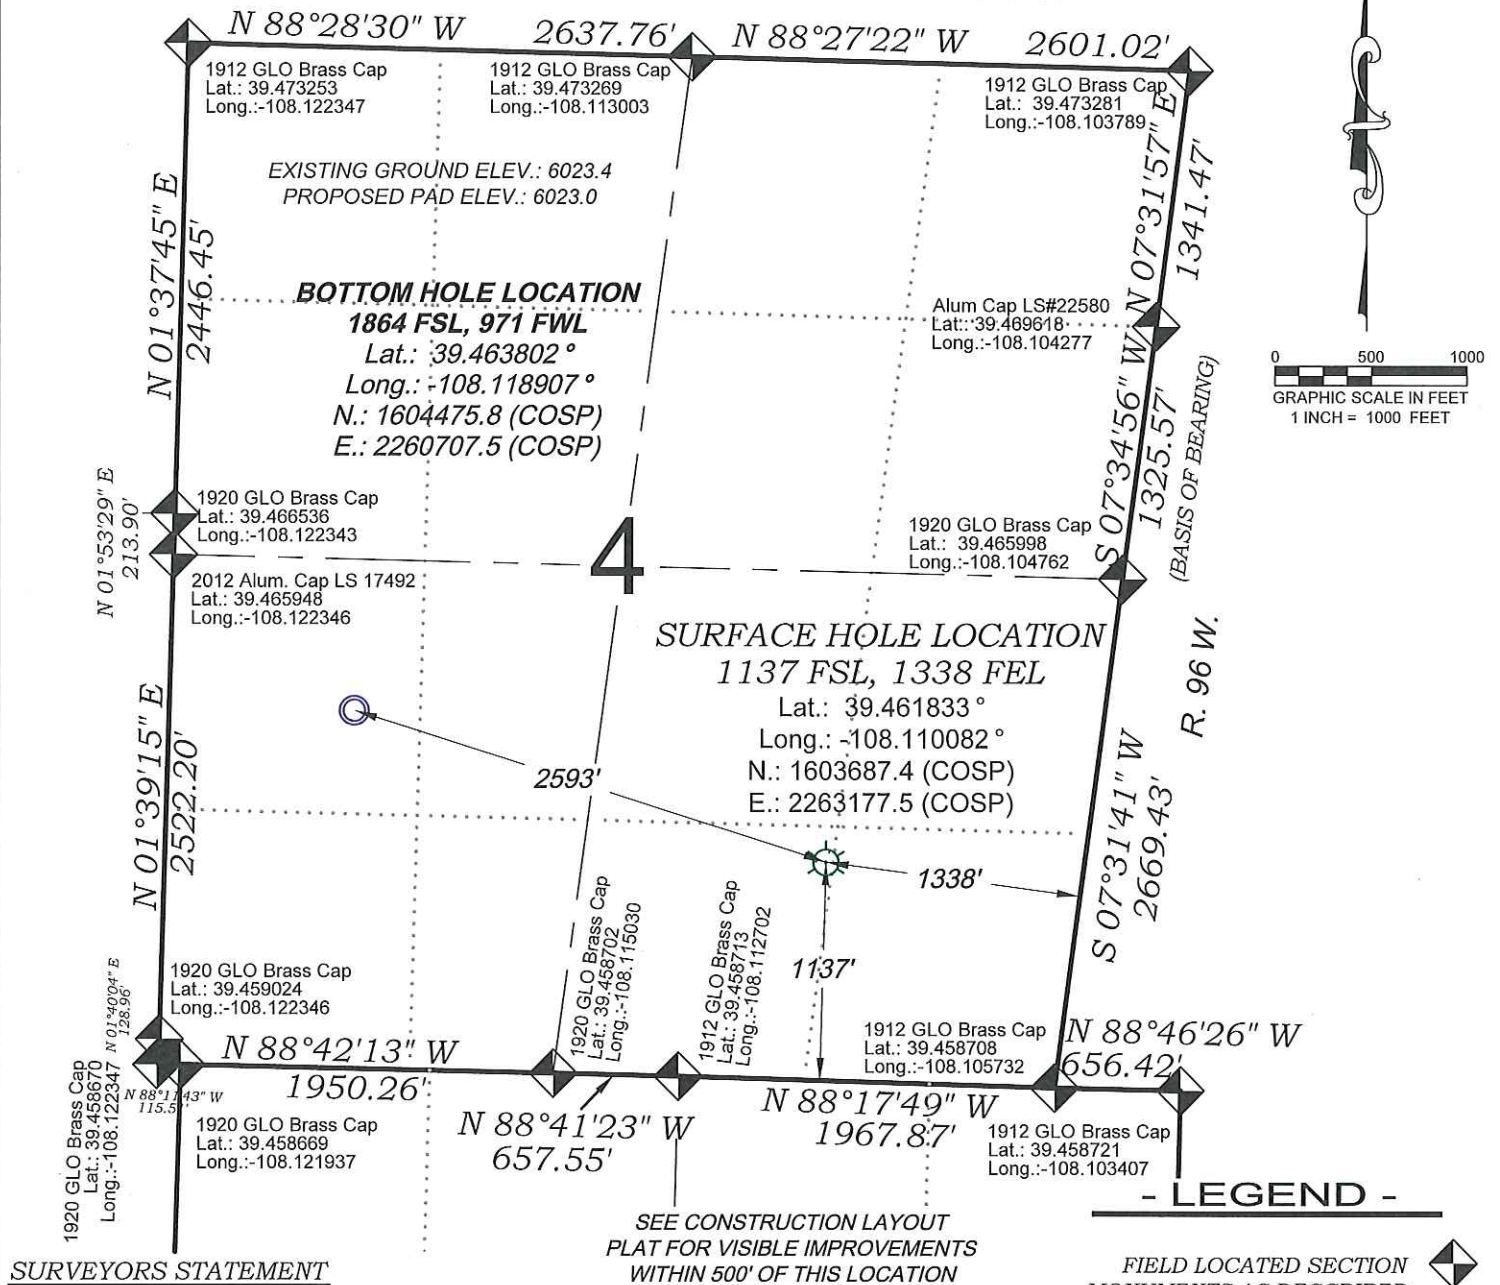 N 88°28'30" W 2637.76' N 88°27'22" W 2601.02'
1912 GLO Brass Cap
Lat.: 39.473253
Long.:-108.122347
1912 GLO Brass Cap
Lat.: 39.473269
Long.:-108.113003
1912 GLO Brass Cap
Lat.: 39.473281
Long.:-108.103789
EXISTING GROUND ELEV.: 6023.4
PROPOSED PAD ELEV.: 6023.0
N 01°37'45" E
2446.45'
N 07°31'57" E
1341.47'
BOTTOM HOLE LOCATION
1864 FSL, 971 FWL
Lat.: 39.463802°
Long.: -108.118907°
N.: 1604475.8 (COSP)
E.: 2260707.5 (COSP)
Alum Cap LS#22580
Lat.: 39.469618
Long.:-108.104277
0 500 1000
GRAPHIC SCALE IN FEET
1 INCH = 1000 FEET
S 07°34'56" W
1325.57'
(BASIS OF BEARING)
N 01°53'29" E
213.90'
1920 GLO Brass Cap
Lat.: 39.466536
Long.:-108.122343
4
1920 GLO Brass Cap
Lat.: 39.465998
Long.:-108.104762
2012 Alum. Cap LS 17492
Lat.: 39.465948
Long.:-108.122346
SURFACE HOLE LOCATION
1137 FSL, 1338 FEL
Lat.: 39.461833°
Long.: -108.110082°
N.: 1603687.4 (COSP)
E.: 2263177.5 (COSP)
R. 96 W.
N 01°39'15" E
2522.20'
2593'
1338'
1137'
S 07°31'41" W
2669.43'
1920 GLO Brass Cap
Lat.: 39.458702
Long.:-108.115030
1912 GLO Brass Cap
Lat.: 39.458713
Long.:-108.112702
1920 GLO Brass Cap
Lat.: 39.459024
Long.:-108.122346
N 01°40'04" E
128.96'
1912 GLO Brass Cap
Lat.: 39.458708
Long.:-108.105732
N 88°46'26" W
656.42'
N 88°42'13" W
1950.26'
1920 GLO Brass Cap
Lat.: 39.458670
Long.:-108.122347
N 88°11'43" W
N 88°41'23" W
657.55'
N 88°17'49" W
1967.87'
1920 GLO Brass Cap
Lat.: 39.458669
Long.:-108.121937
1912 GLO Brass Cap
Lat.: 39.458721
Long.:-108.103407
- LEGEND -
SEE CONSTRUCTION LAYOUT
PLAT FOR VISIBLE IMPROVEMENTS
WITHIN 500' OF THIS LOCATION
SURVEYORS STATEMENT
FIELD LOCATED SECTION
MONUMENTS AS DESCRIBED